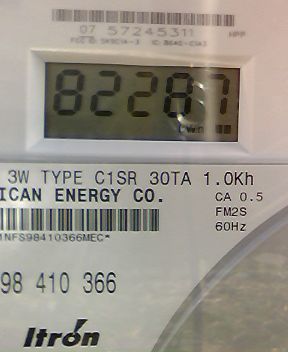 07 57245311
82287
3W TYPE C1SR 30TA 1.0Kh
ICAN ENERGY CO. CA 0.5
FM2S
60Hz
1NFS98410366MEC*
98 410 366
Itron